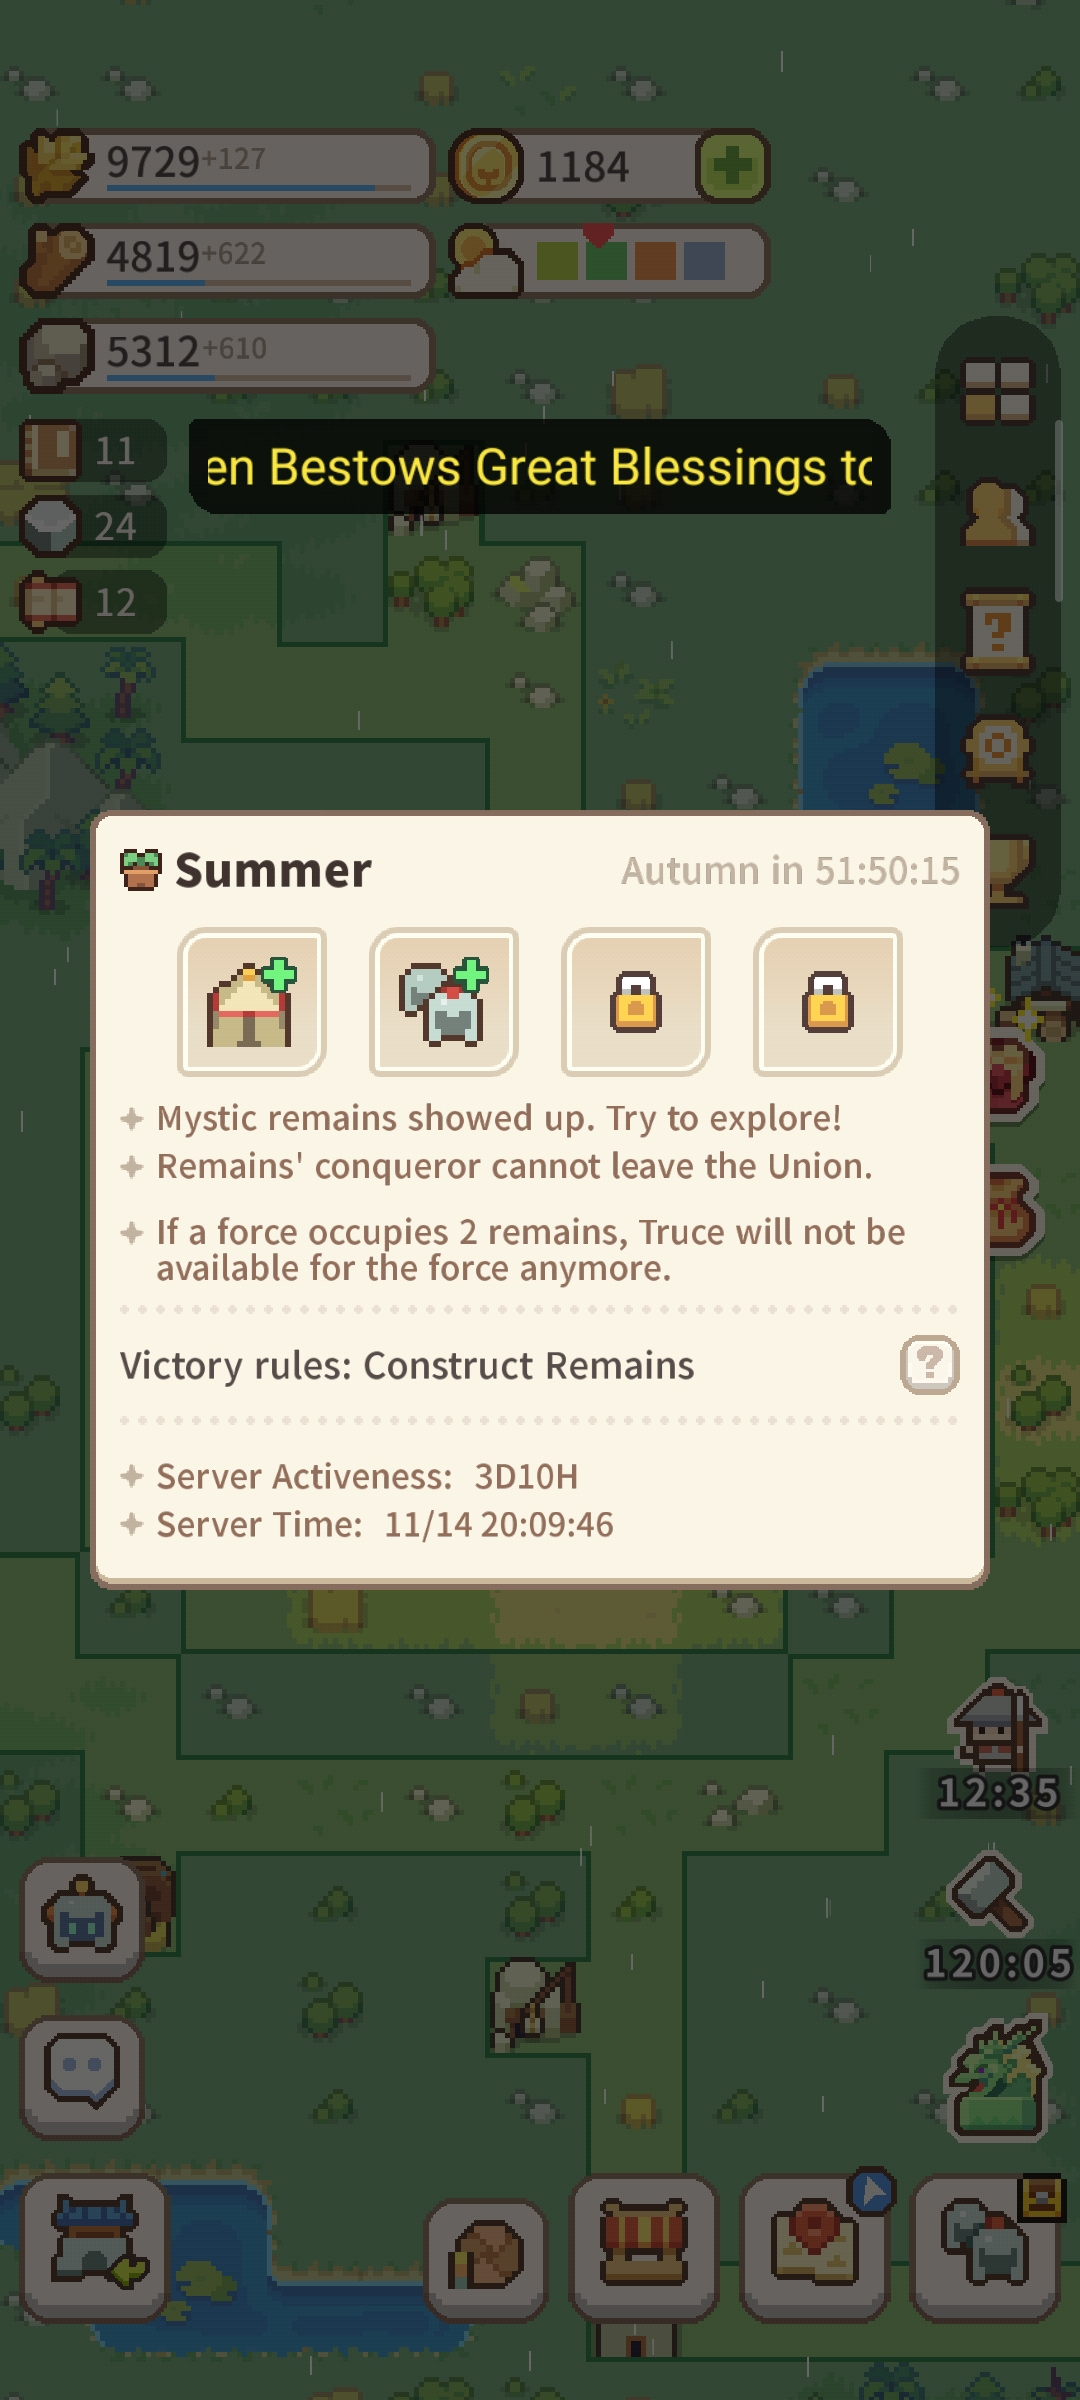 9729+127
1184
4819+622
5312+610
11
en Bestows Great Blessings to
24
12
Summer
Autumn in 51:50:15
Mystic remains showed up. Try to explore!
Remains' conqueror cannot leave the Union.
If a force occupies 2 remains, Truce will not be
available for the force anymore.
Victory rules: Construct Remains
?
Server Activeness: 3D10H
Server Time: 11/14 20:09:46
12:35
120:05